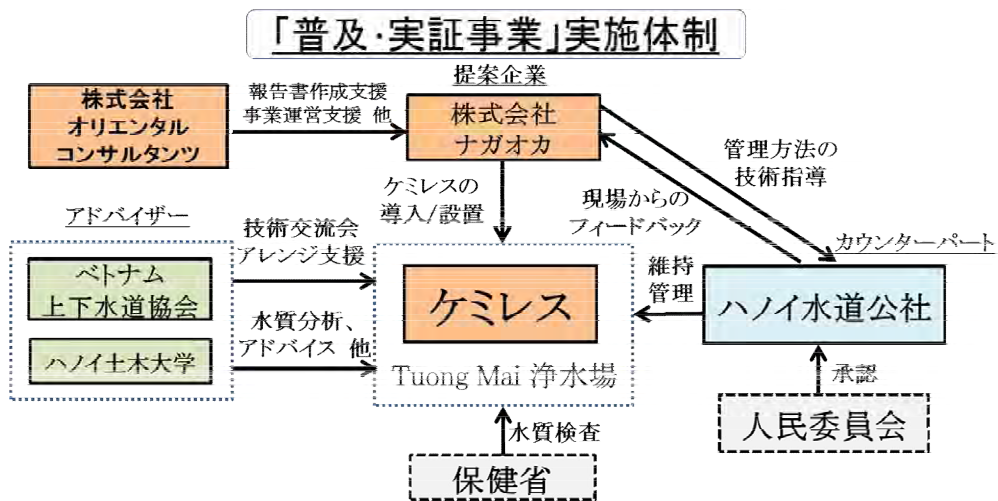 「普及・実証事業」実施体制
提案企業
株式会社
オリエンタル
コンサルタンツ
報告書作成支援
事業運営支援 他
株式会社
ナガオカ
管理方法の
技術指導
ケミレスの
導入/設置
現場からの
フィードバック
アドバイザー
技術交流会
アレンジ支援
カウンターパート
ベトナム
上下水道協会
ケミレス
維持
管理
ハノイ水道公社
水質分析、
アドバイス 他
ハノイ土木大学
Tuong Mai 浄水場
承認
水質検査
人民委員会
保健省